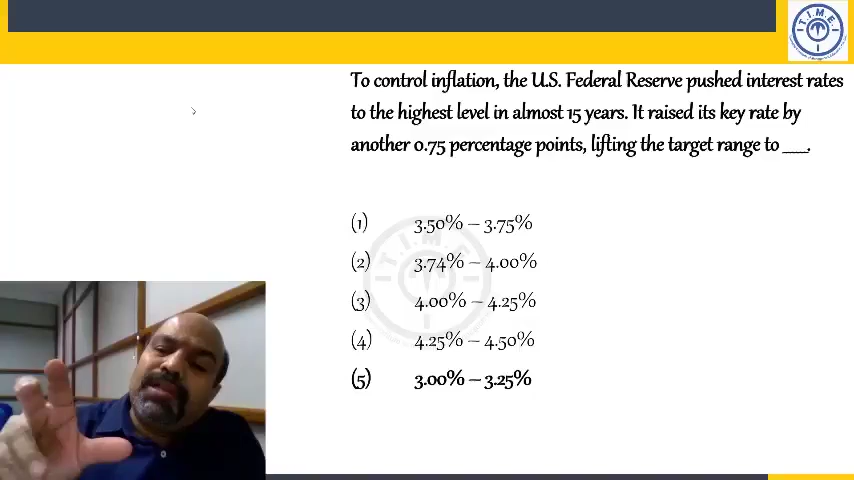 T.I.M.E.
To control inflation, the U.S. Federal Reserve pushed interest rates
to the highest level in almost 15 years. It raised its key rate by
another 0.75 percentage points, lifting the target range to ___.
(1) 3.50% – 3.75%
(2) 3.74% – 4.00%
(3) 4.00% – 4.25%
(4) 4.25% – 4.50%
(5) 3.00% – 3.25%
T.I.M.E.